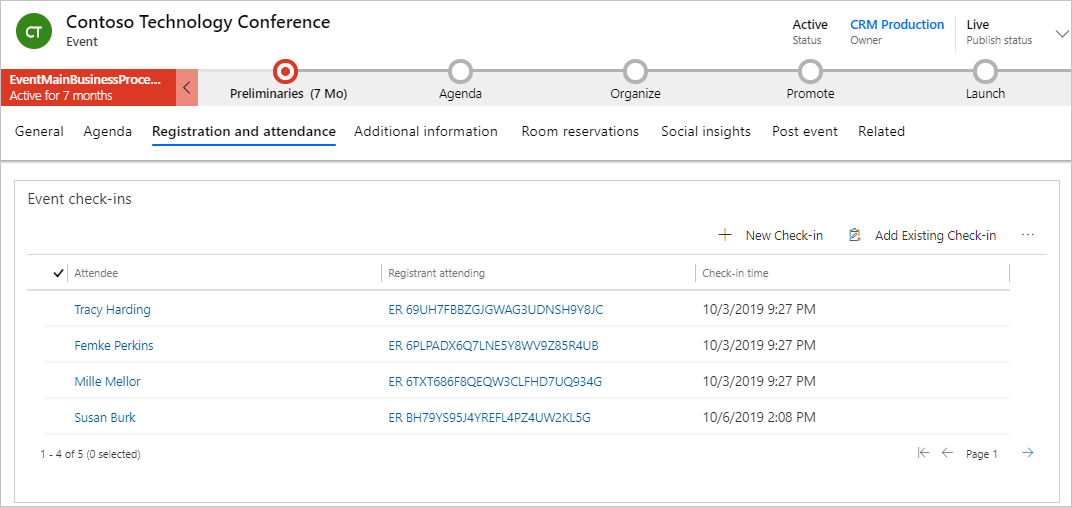 CT
Contoso Technology Conference
Event
Active
Status
CRM Production
Owner
Live
Publish status
EventMainBusinessProce...
Active for 7 months
Preliminaries (7 Mo)
Agenda
Organize
Promote
Launch
General Agenda Registration and attendance Additional information Room reservations Social insights Post event Related
Event check-ins
New Check-in Add Existing Check-in ...
Attendee Registrant attending Check-in time
Tracy Harding ER 69UH7FBBZGJGWAG3UDNSH9Y8JC 10/3/2019 9:27 PM
Femke Perkins ER 6PLPADX6Q7LNE5Y8WV9Z85R4UB 10/3/2019 9:27 PM
Mille Mellor ER 6TXT686F8QEQW3CLFHD7UQ934G 10/3/2019 9:27 PM
Susan Burk ER BH79YS95J4YREFL4PZ4UW2KL5G 10/6/2019 2:08 PM
1 - 4 of 5 (0 selected) Page 1